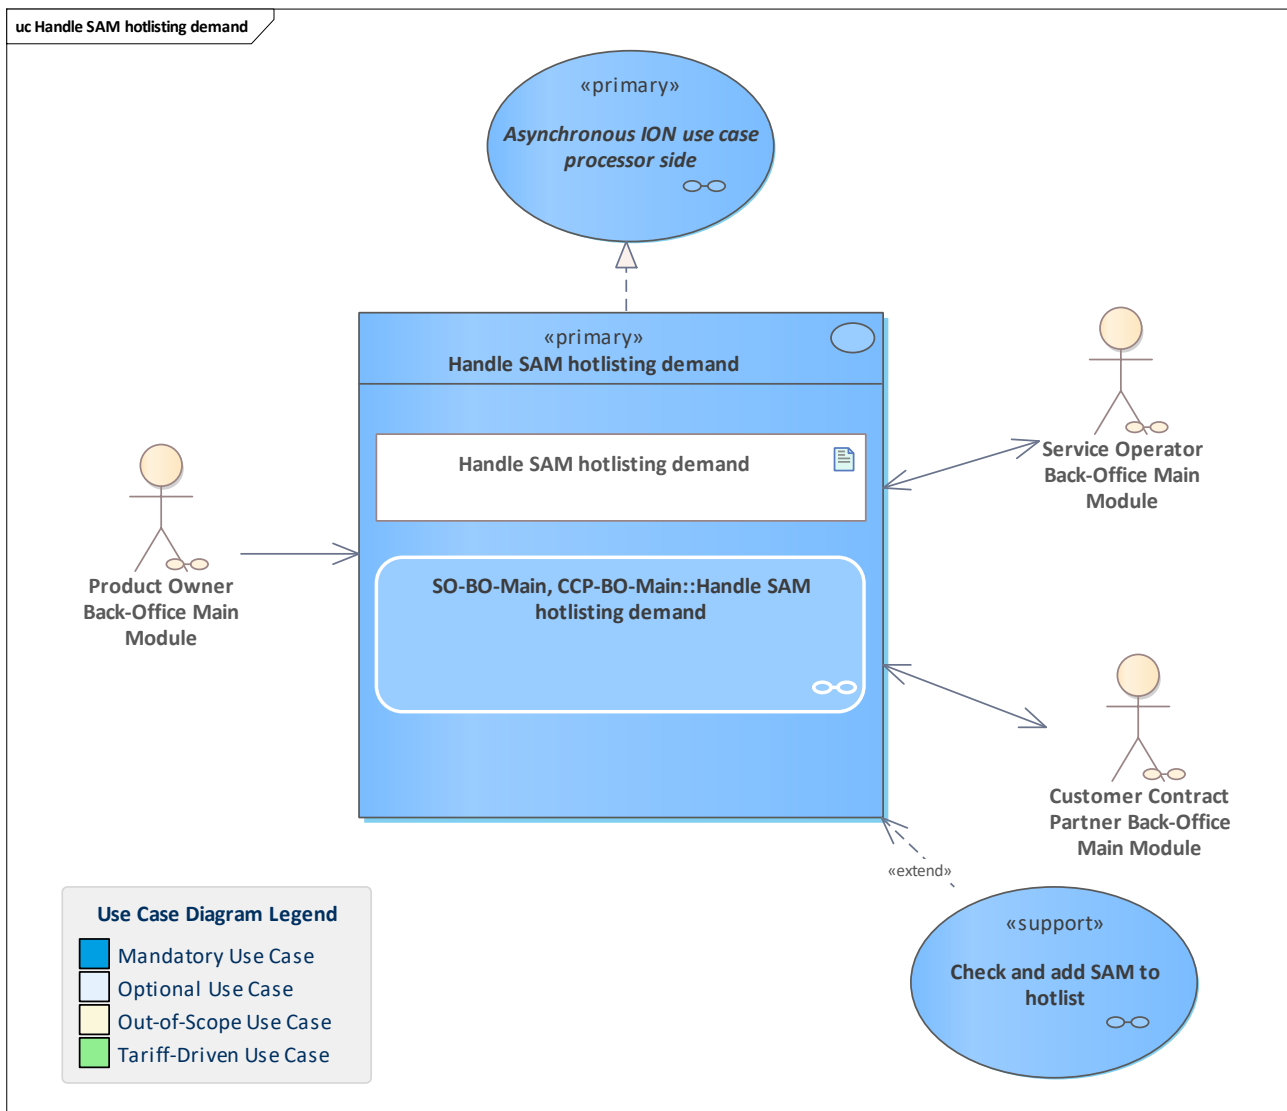 uc Handle SAM hotlisting demand
«primary»
Asynchronous ION use case
processor side
«primary»
Handle SAM hotlisting demand
Handle SAM hotlisting demand
SO-BO-Main, CCP-BO-Main::Handle SAM
hotlisting demand
Product Owner
Back-Office Main
Module
Service Operator
Back-Office Main
Module
Customer Contract
Partner Back-Office
Main Module
«extend»
«support»
Check and add SAM to
hotlist
Use Case Diagram Legend
Mandatory Use Case
Optional Use Case
Out-of-Scope Use Case
Tariff-Driven Use Case